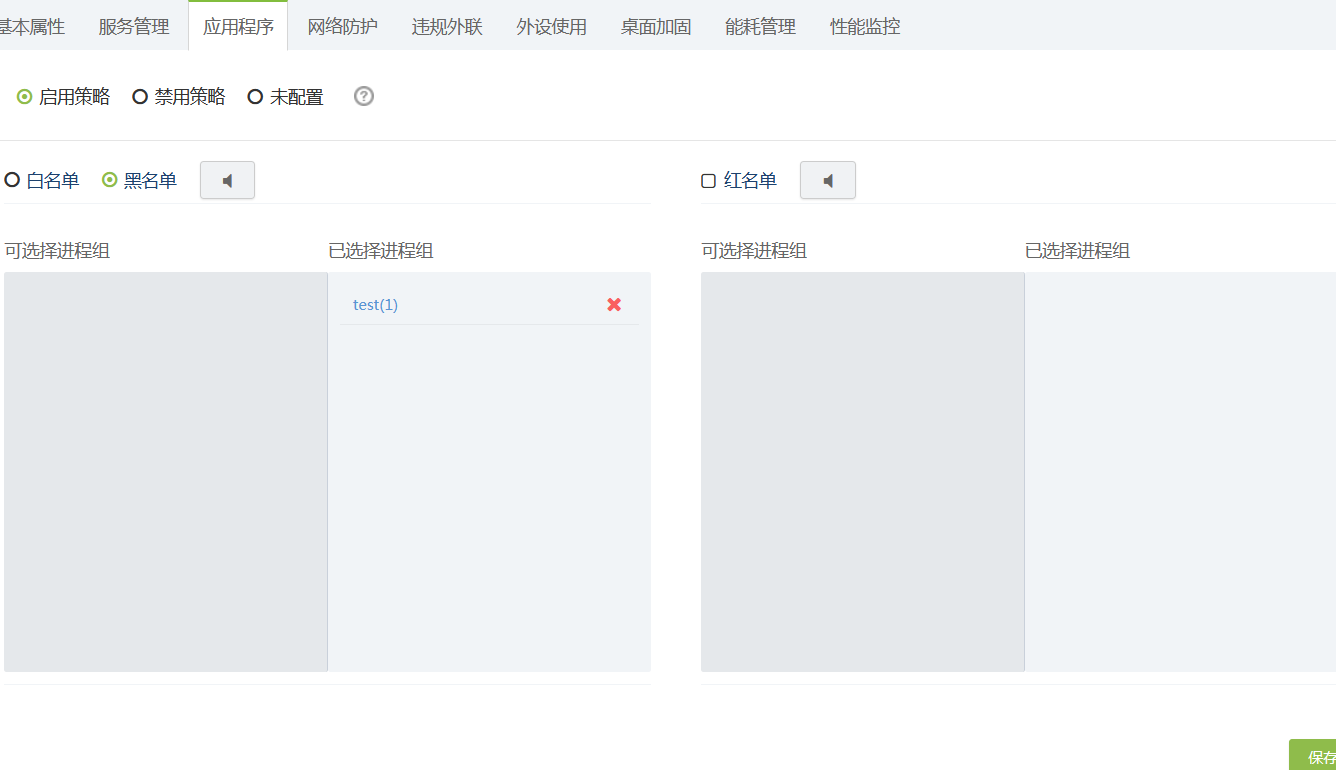 基本属性 服务管理 应用程序 网络防护 违规外联 外设使用 桌面加固 能耗管理 性能监控
启用策略 禁用策略 未配置 ?
白名单 黑名单 红名单
可选择进程组 已选择进程组 可选择进程组 已选择进程组
test(1)
保存